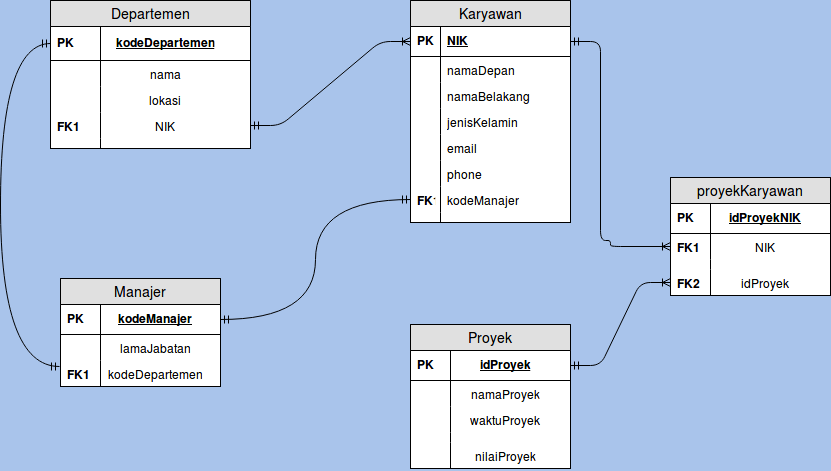 Departemen
PK kodeDepartemen
nama
lokasi
FK1 NIK
Karyawan
PK NIK
namaDepan
namaBelakang
jenisKelamin
email
phone
FK kodeManajer
proyekKaryawan
PK idProyekNIK
FK1 NIK
FK2 idProyek
Manajer
PK kodeManajer
lamaJabatan
FK1 kodeDepartemen
Proyek
PK idProyek
namaProyek
waktuProyek
nilaiProyek